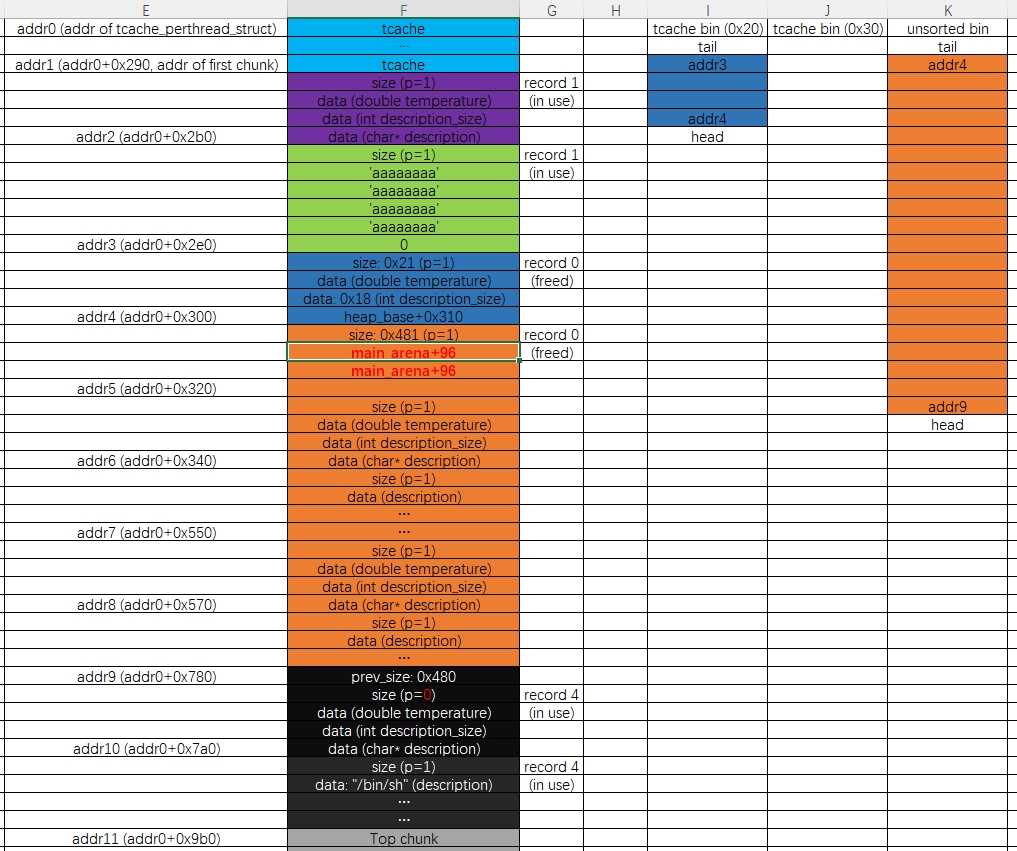 E F G H I J K
addr0 (addr of tcache_perthread_struct) tcache tcache bin (0x20) tcache bin (0x30) unsorted bin
... tail tail
addr1 (addr0+0x290, addr of first chunk) tcache addr3 addr4
size (p=1) record 1
data (double temperature) (in use)
data (int description_size) addr4
addr2 (addr0+0x2b0) data (char* description) head
size (p=1) record 1
'aaaaaaaa' (in use)
'aaaaaaaa'
'aaaaaaaa'
'aaaaaaaa'
addr3 (addr0+0x2e0) 0
size: 0x21 (p=1) record 0
data (double temperature) (freed)
data: 0x18 (int description_size)
addr4 (addr0+0x300) heap_base+0x310
size: 0x481 (p=1) record 0
main_arena+96 (freed)
main_arena+96
addr5 (addr0+0x320)
size (p=1) addr9
data (double temperature) head
data (int description_size)
addr6 (addr0+0x340) data (char* description)
size (p=1)
data (description)
...
addr7 (addr0+0x550) ...
size (p=1)
data (double temperature)
data (int description_size)
addr8 (addr0+0x570) data (char* description)
size (p=1)
data (description)
...
addr9 (addr0+0x780) prev_size: 0x480
size (p=0) record 4
data (double temperature) (in use)
data (int description_size)
addr10 (addr0+0x7a0) data (char* description)
size (p=1) record 4
data: "/bin/sh" (description) (in use)
...
...
addr11 (addr0+0x9b0) Top chunk